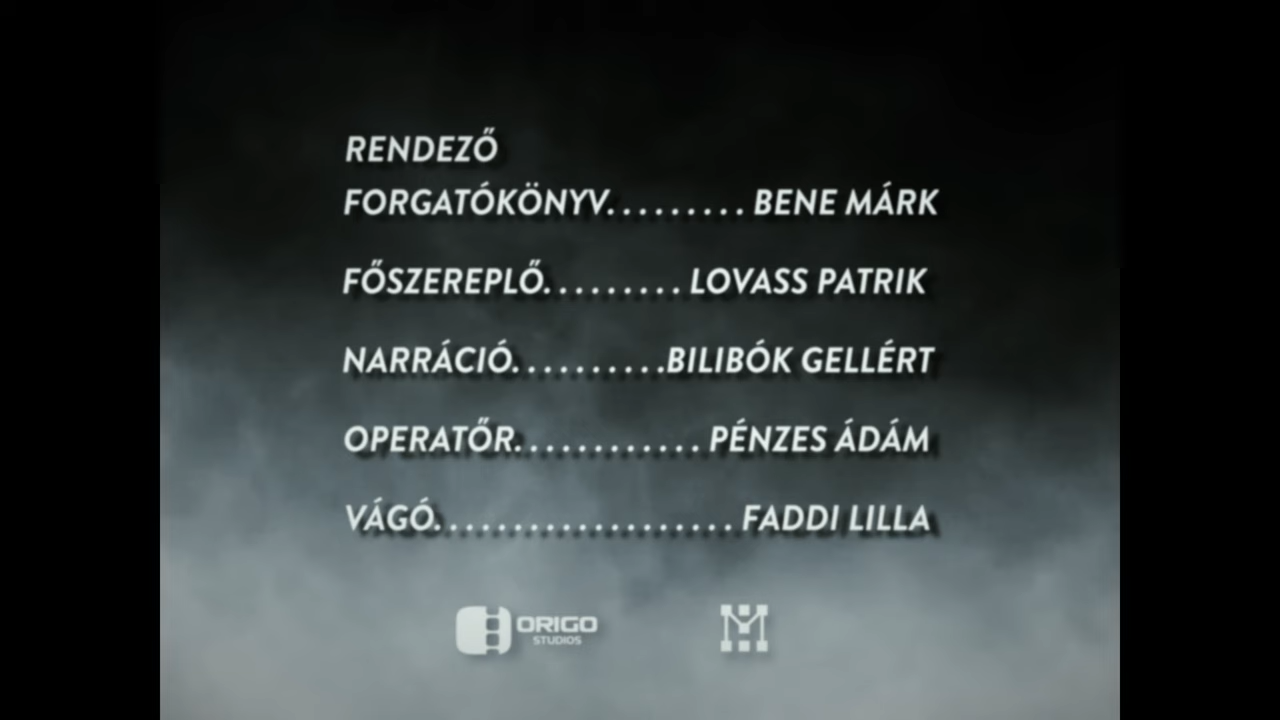 RENDEZŐ
FORGATÓKÖNYV......... BENE MÁRK
FŐSZEREPLŐ......... LOVASS PATRIK
NARRÁCIÓ..........BILIBÓK GELLÉRT
OPERATŐR............ PÉNZES ÁDÁM
VÁGÓ................... FADDI LILLA
ORIGO
STUDIOS